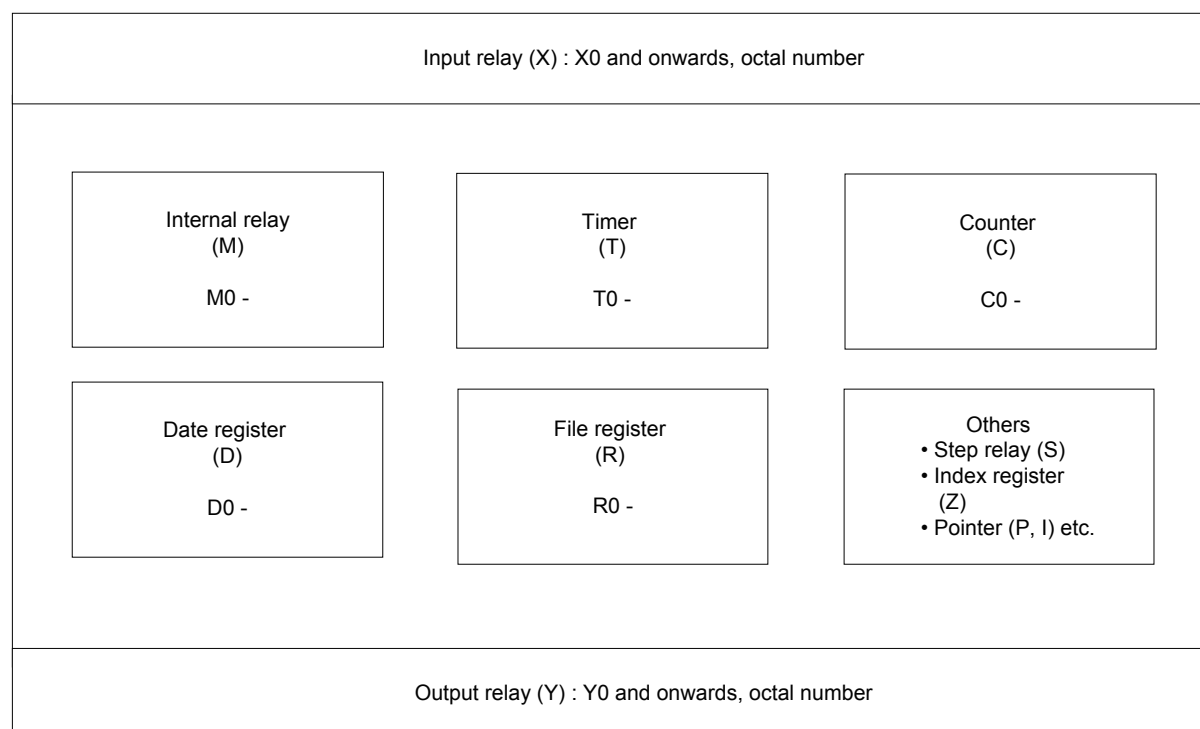 Input relay (X) : X0 and onwards, octal number
Internal relay
(M)
M0 -
Timer
(T)
T0 -
Counter
(C)
C0 -
Date register
(D)
D0 -
File register
(R)
R0 -
Others
• Step relay (S)
• Index register
(Z)
• Pointer (P, I) etc.
Output relay (Y) : Y0 and onwards, octal number